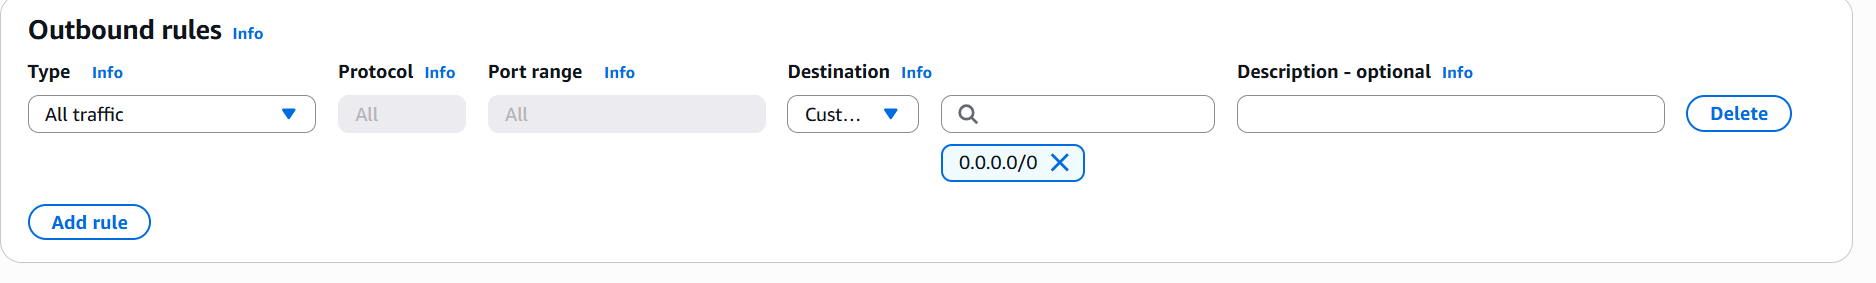 Outbound rules Info
Type Info Protocol Info Port range Info Destination Info Description - optional Info
All traffic All All Cust... Delete
0.0.0.0/0
Add rule